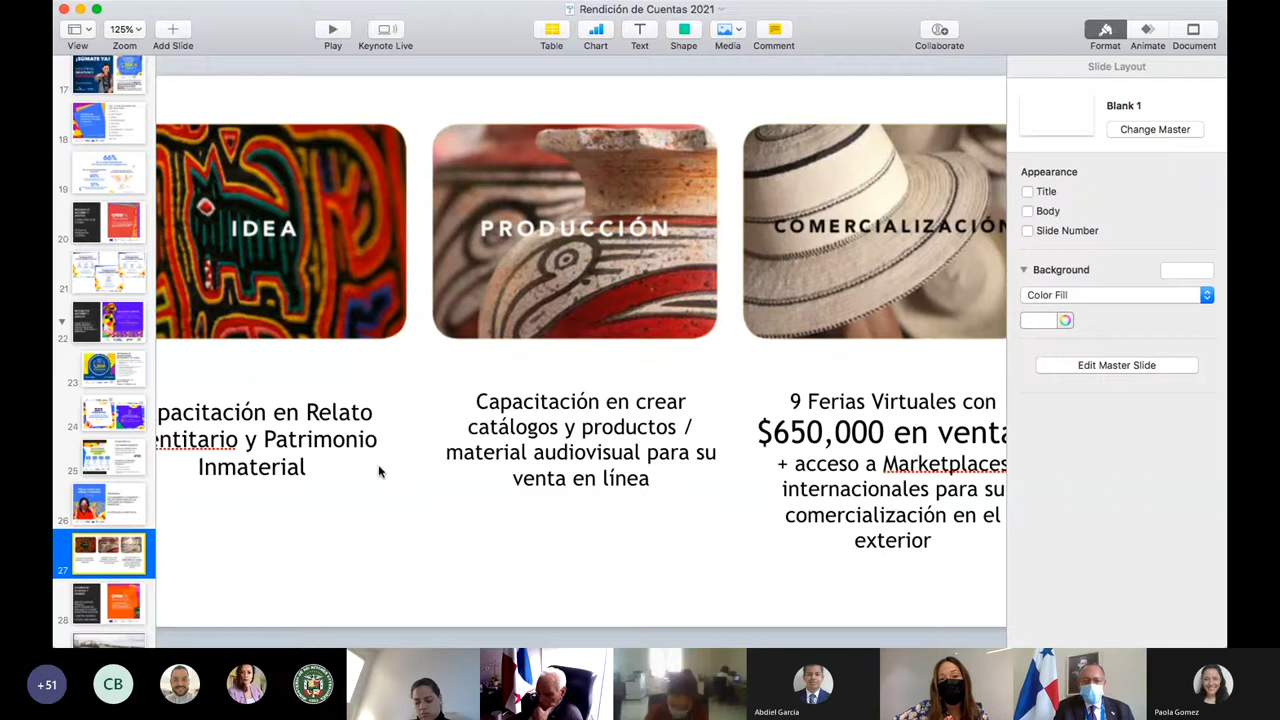 Rendición de Cuentas 2021
125%
View
Zoom
Add Slide
Play
Keynote Live
Table
Chart
Text
Shape
Media
Comment
Collaborate
Format
Animate
Document
Slide Layout
Blank 1
Change Master
Appearance
Title
Body
Slide Number
Background
Color Fill
Edit Master Slide
17
¡SÚMATE YA!
18
19
66%
20
21
22
23
24
25
26
27
28
IDEA
PRODUCCIÓN
COMERCIALIZACIÓN
pacitación en Relato
entitario y Patrimonio
Inmaterial
Capacitación en crear
catálogos y productos /
material audiovisual para su
venta en línea
9 Ferias Virtuales con
$650,000 en venta
+ acceso a Marketplaces
internacionales para su
comercialización en el
exterior
+51
CB
Abdiel Garcia
Paola Gomez